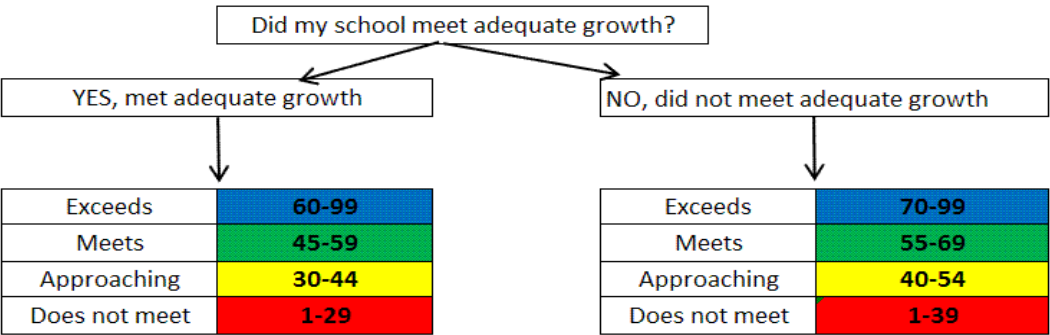 Did my school meet adequate growth?
YES, met adequate growth
NO, did not meet adequate growth
Exceeds 60-99
Meets 45-59
Approaching 30-44
Does not meet 1-29
Exceeds 70-99
Meets 55-69
Approaching 40-54
Does not meet 1-39